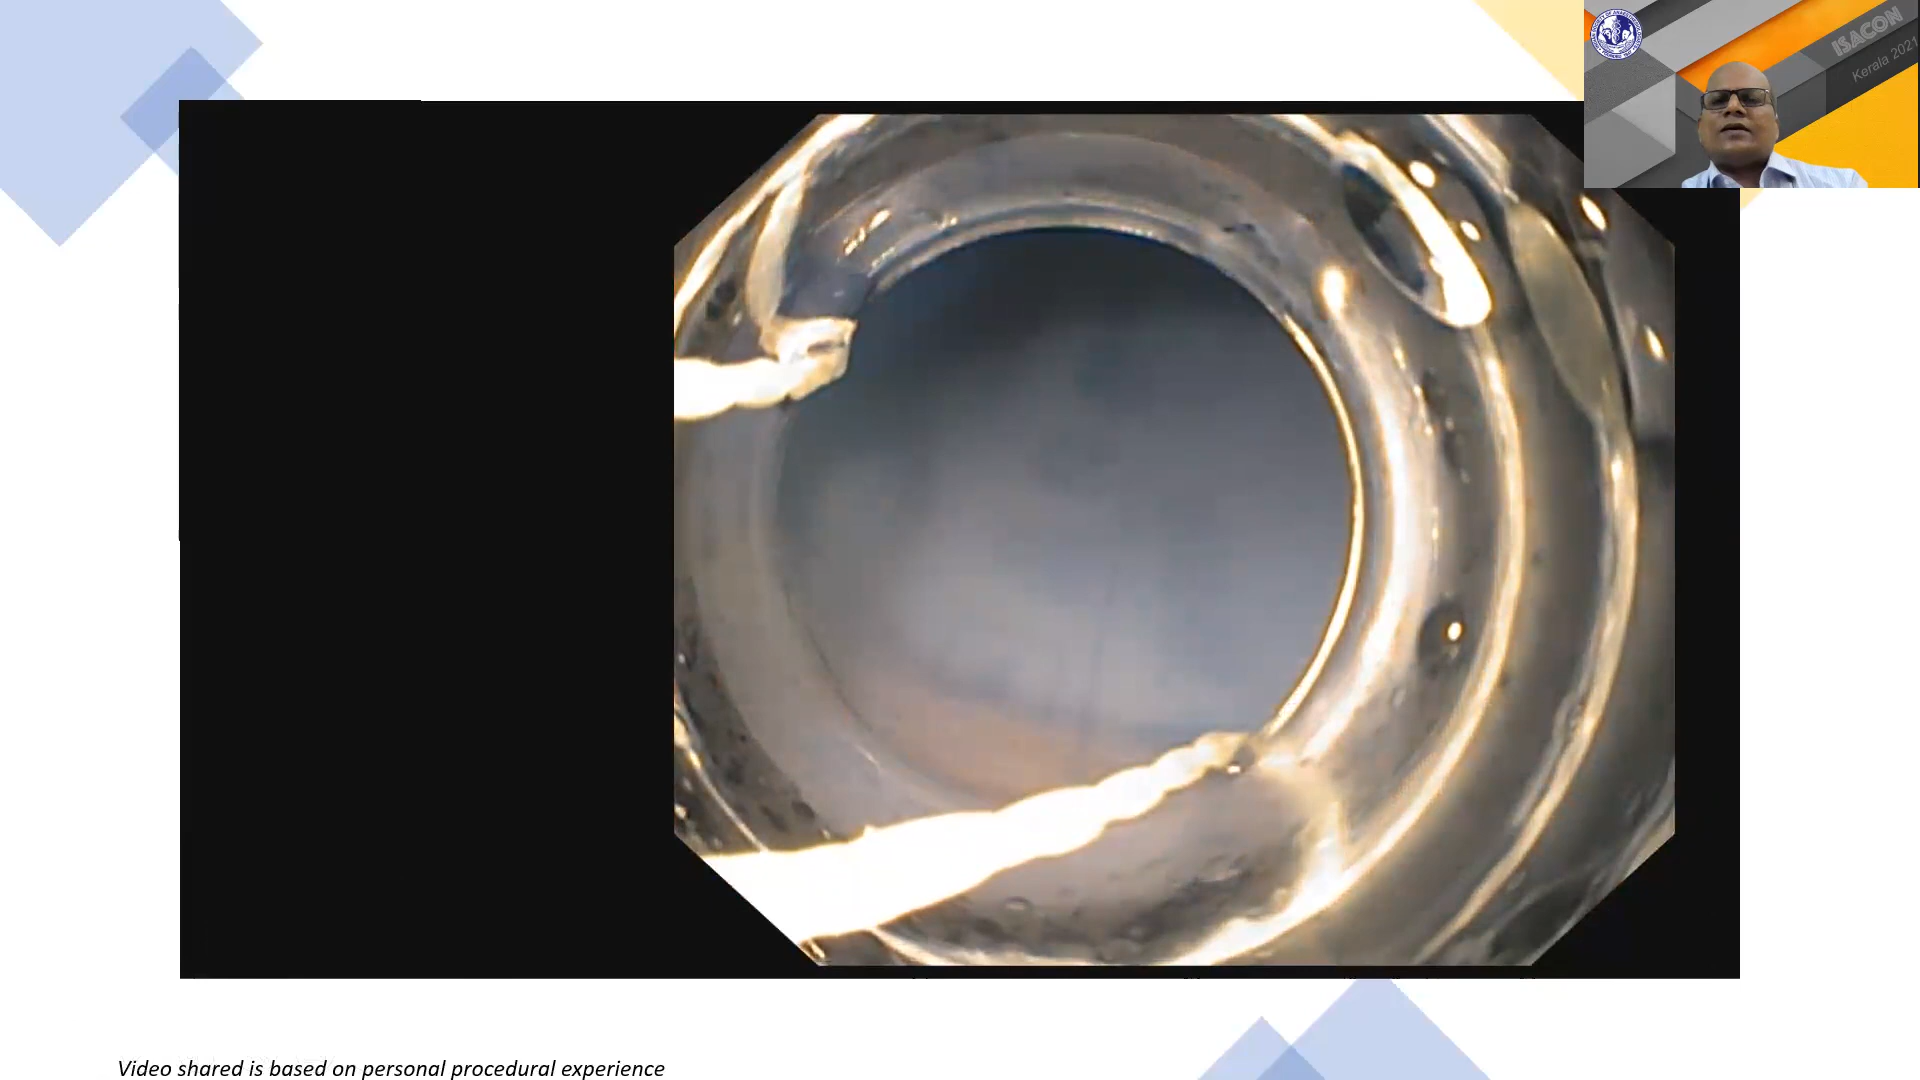 ISACON
Kerala 2021
Video shared is based on personal procedural experience